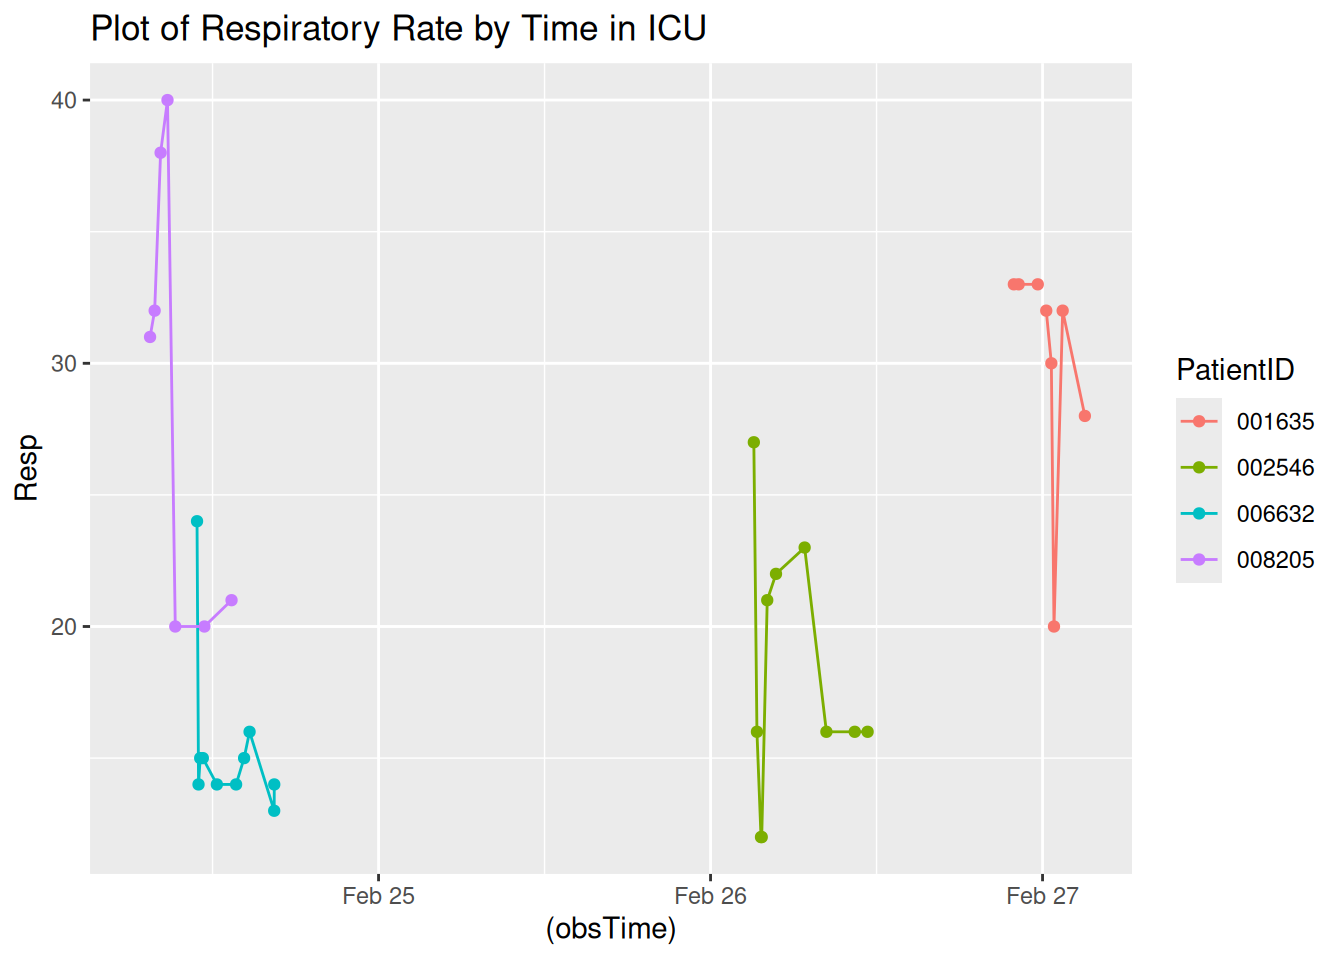 Plot of Respiratory Rate by Time in ICU
40
30
20
Resp
Feb 25
Feb 26
Feb 27
(obsTime)
PatientID
001635
002546
006632
008205